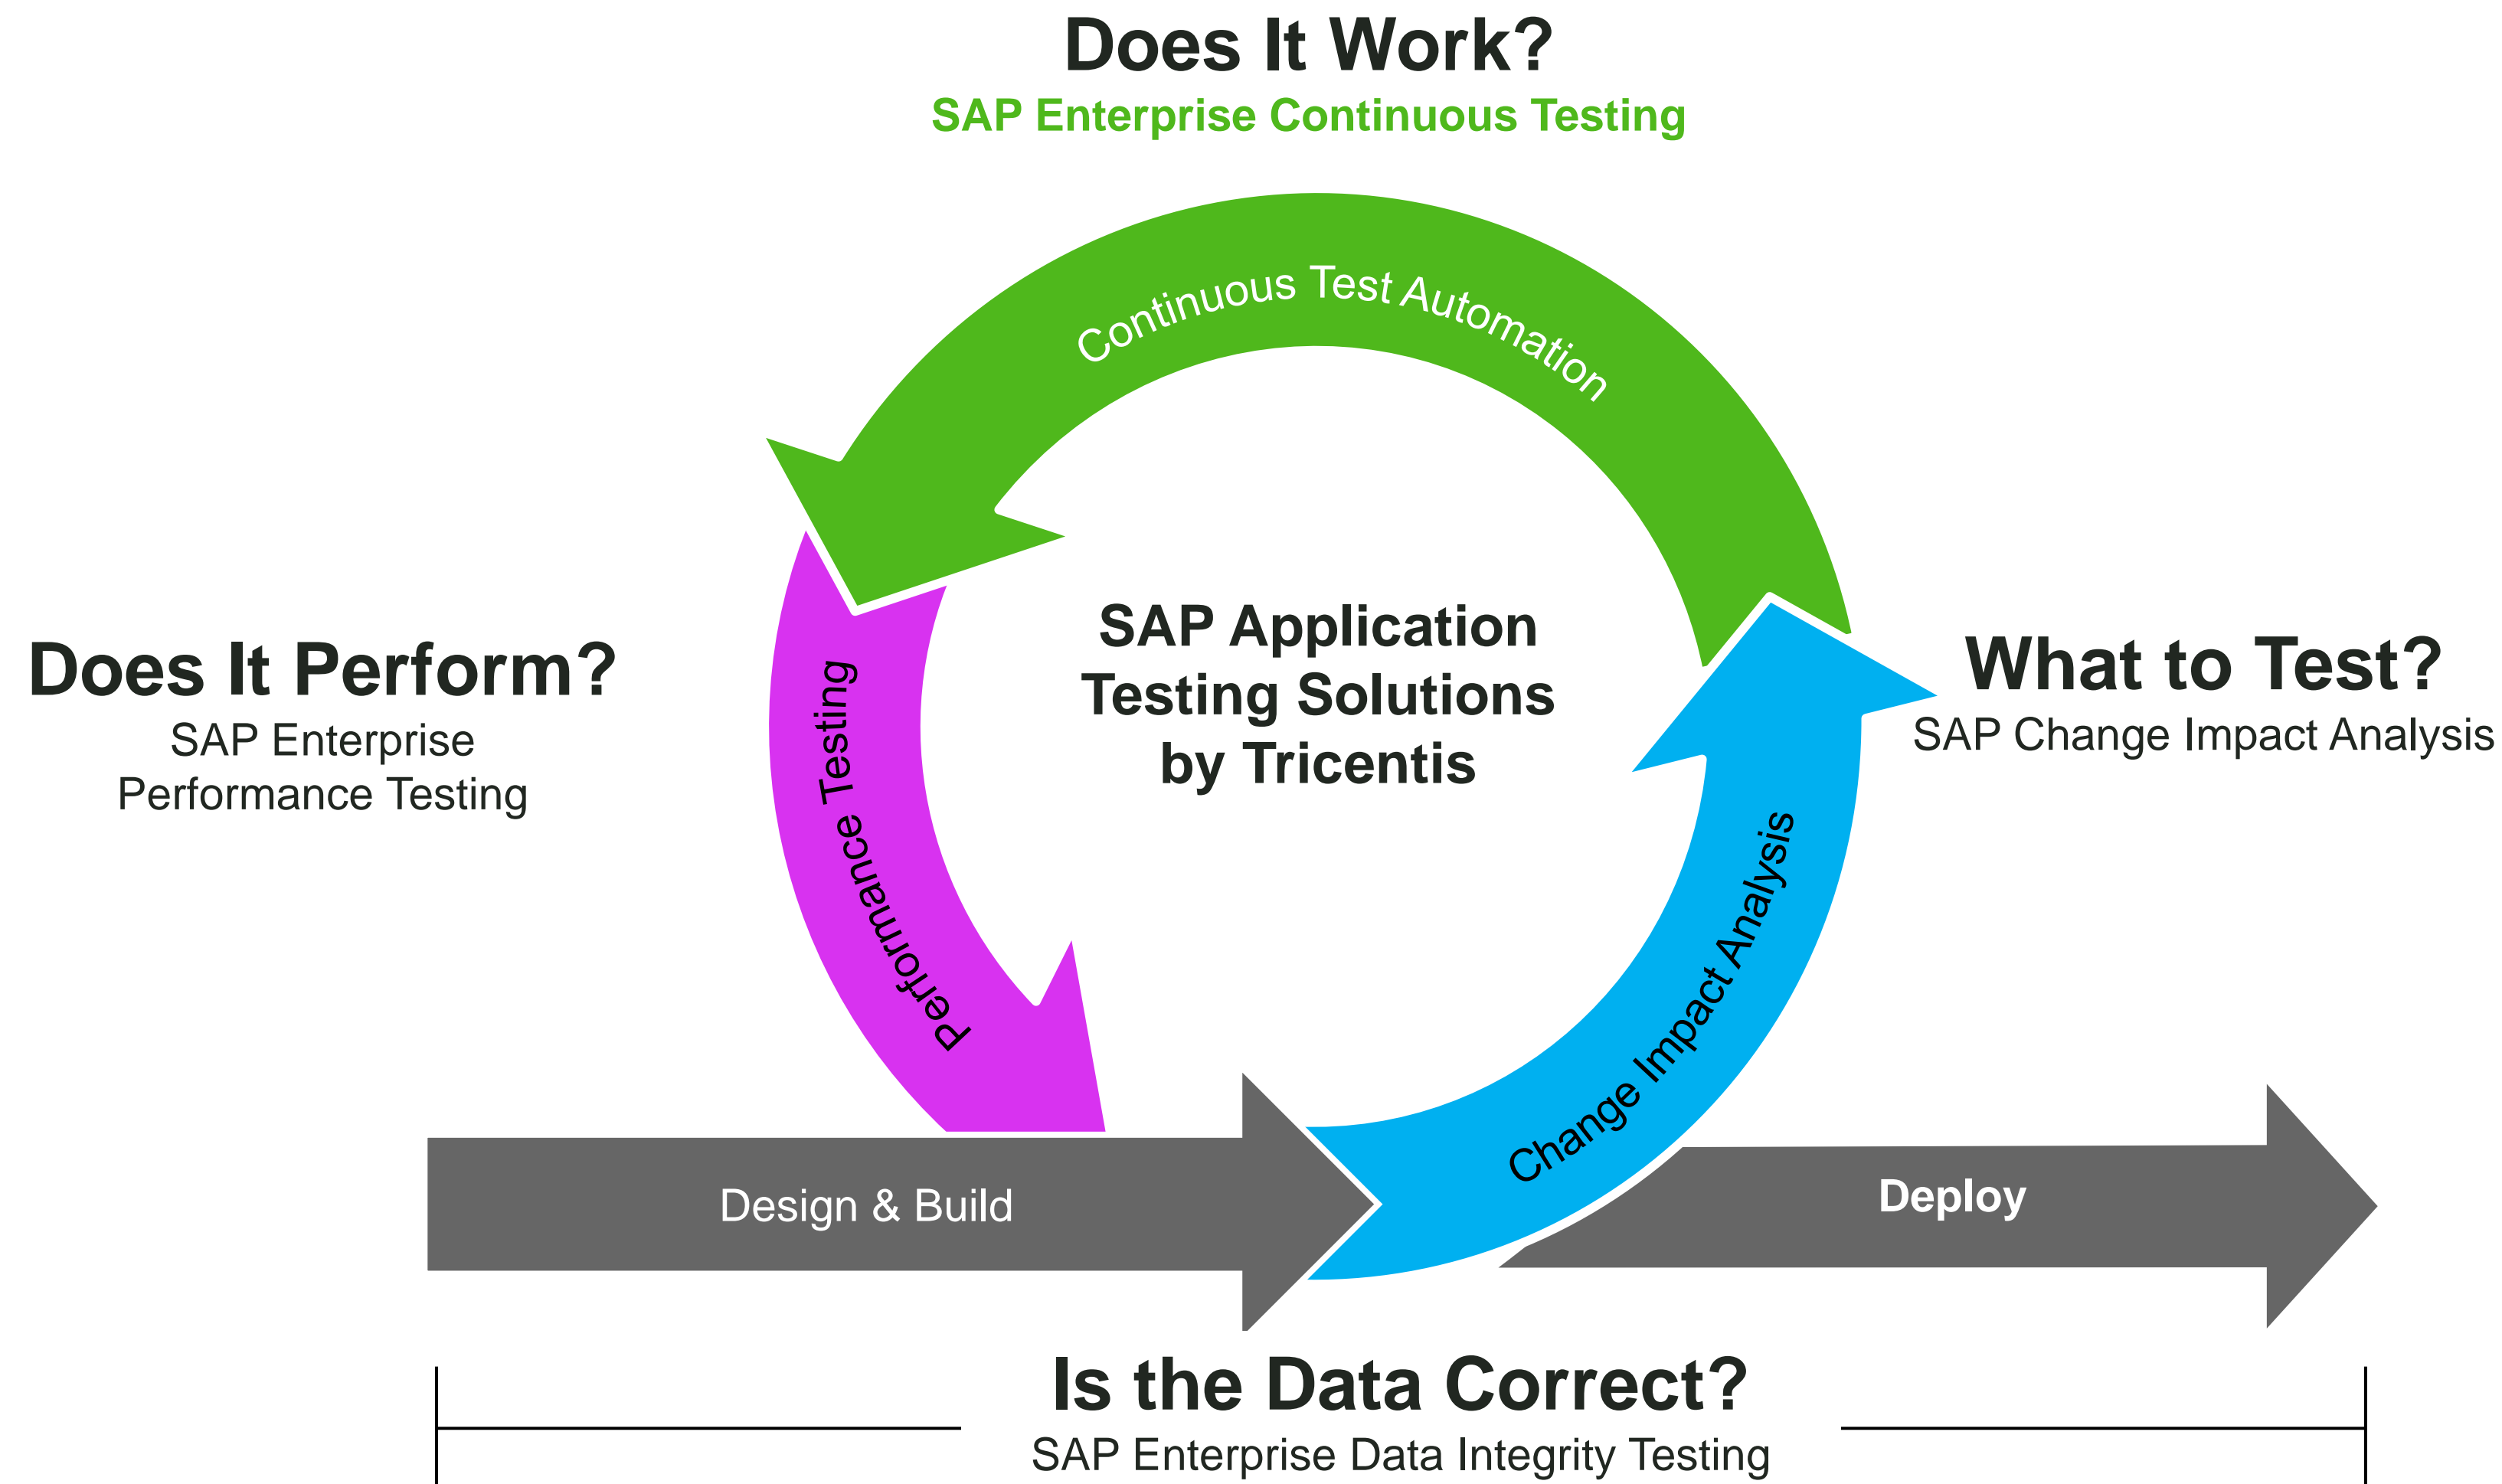 Does It Work?
SAP Enterprise Continuous Testing
Continuous Test Automation
Does It Perform?
SAP Enterprise
Performance Testing
Performance Testing
SAP Application
Testing Solutions
by Tricentis
What to Test?
SAP Change Impact Analysis
Change Impact Analysis
Design & Build
Deploy
Is the Data Correct?
SAP Enterprise Data Integrity Testing